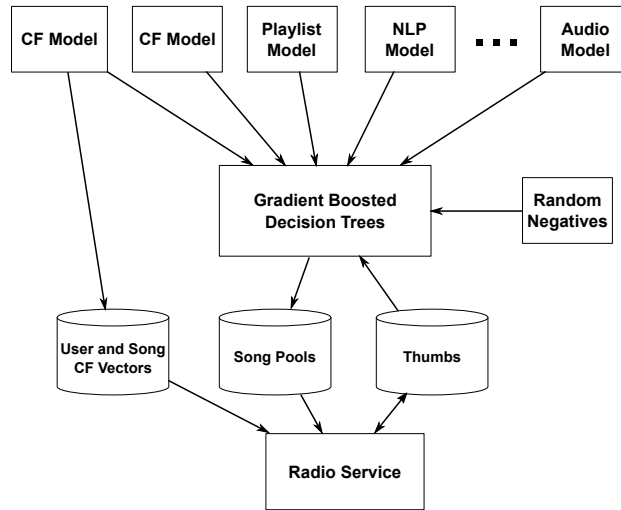 CF Model
CF Model
Playlist
Model
NLP
Model
Audio
Model
Gradient Boosted
Decision Trees
Random
Negatives
User and Song
CF Vectors
Song Pools
Thumbs
Radio Service